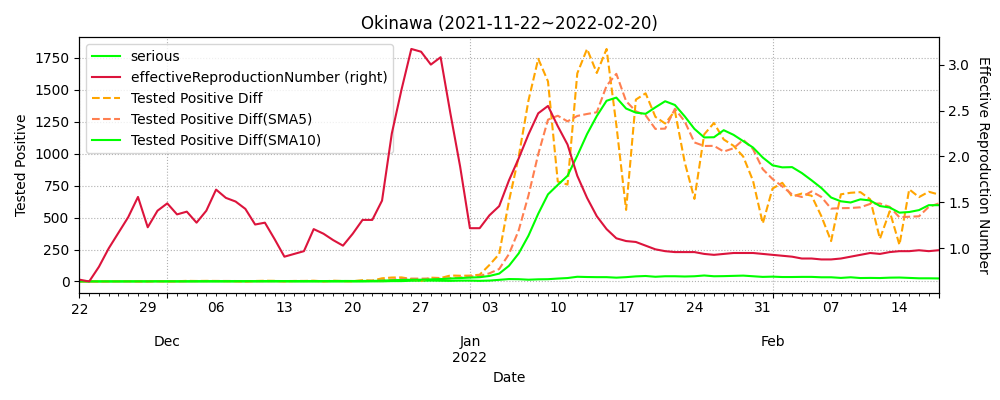 Okinawa (2021-11-22~2022-02-20)
serious
effectiveReproductionNumber (right)
Tested Positive Diff
Tested Positive Diff(SMA5)
Tested Positive Diff(SMA10)
Tested Positive
1750
1500
1250
1000
750
500
250
0
3.0
2.5
2.0
1.5
1.0
Effective Reproduction Number
22 29 06 13 20 27 03 10 17 24 31 07 14
Dec Jan Feb
2022
Date